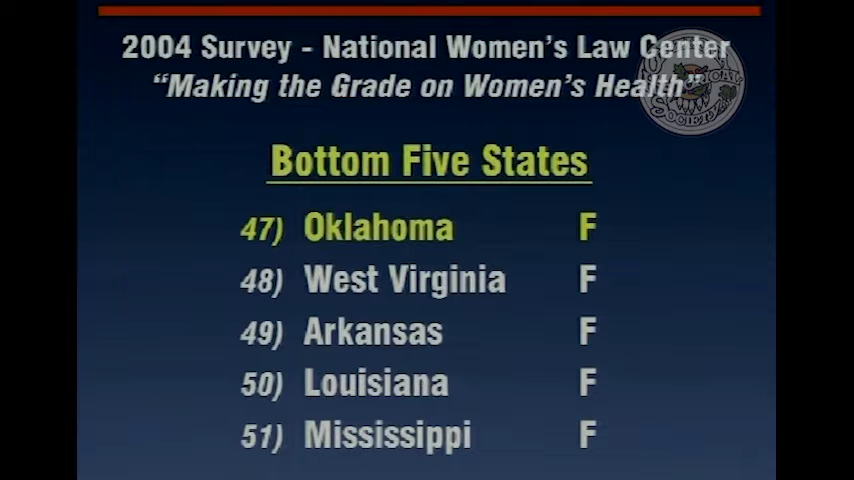 2004 Survey - National Women's Law Center
"Making the Grade on Women's Health"
Bottom Five States
47) Oklahoma F
48) West Virginia F
49) Arkansas F
50) Louisiana F
51) Mississippi F
SOCIETY